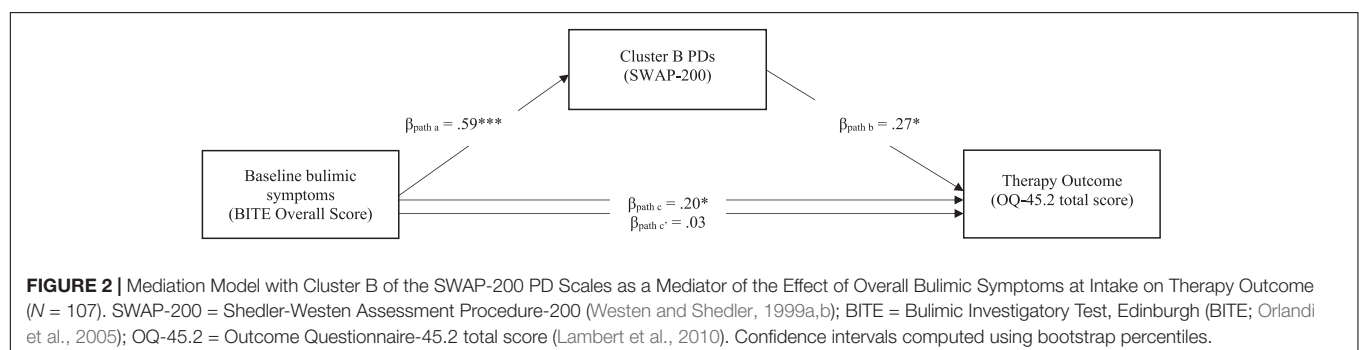 Cluster B PDs
(SWAP-200)
β path a = .59***
β path b = .27*
Baseline bulimic
symptoms
(BITE Overall Score)
Therapy Outcome
(OQ-45.2 total score)
β path c = .20*
β path c' = .03
FIGURE 2 | Mediation Model with Cluster B of the SWAP-200 PD Scales as a Mediator of the Effect of Overall Bulimic Symptoms at Intake on Therapy Outcome
(N = 107). SWAP-200 = Shedler-Westen Assessment Procedure-200 (Westen and Shedler, 1999a,b); BITE = Bulimic Investigatory Test, Edinburgh (BITE; Orlandi
et al., 2005); OQ-45.2 = Outcome Questionnaire-45.2 total score (Lambert et al., 2010). Confidence intervals computed using bootstrap percentiles.